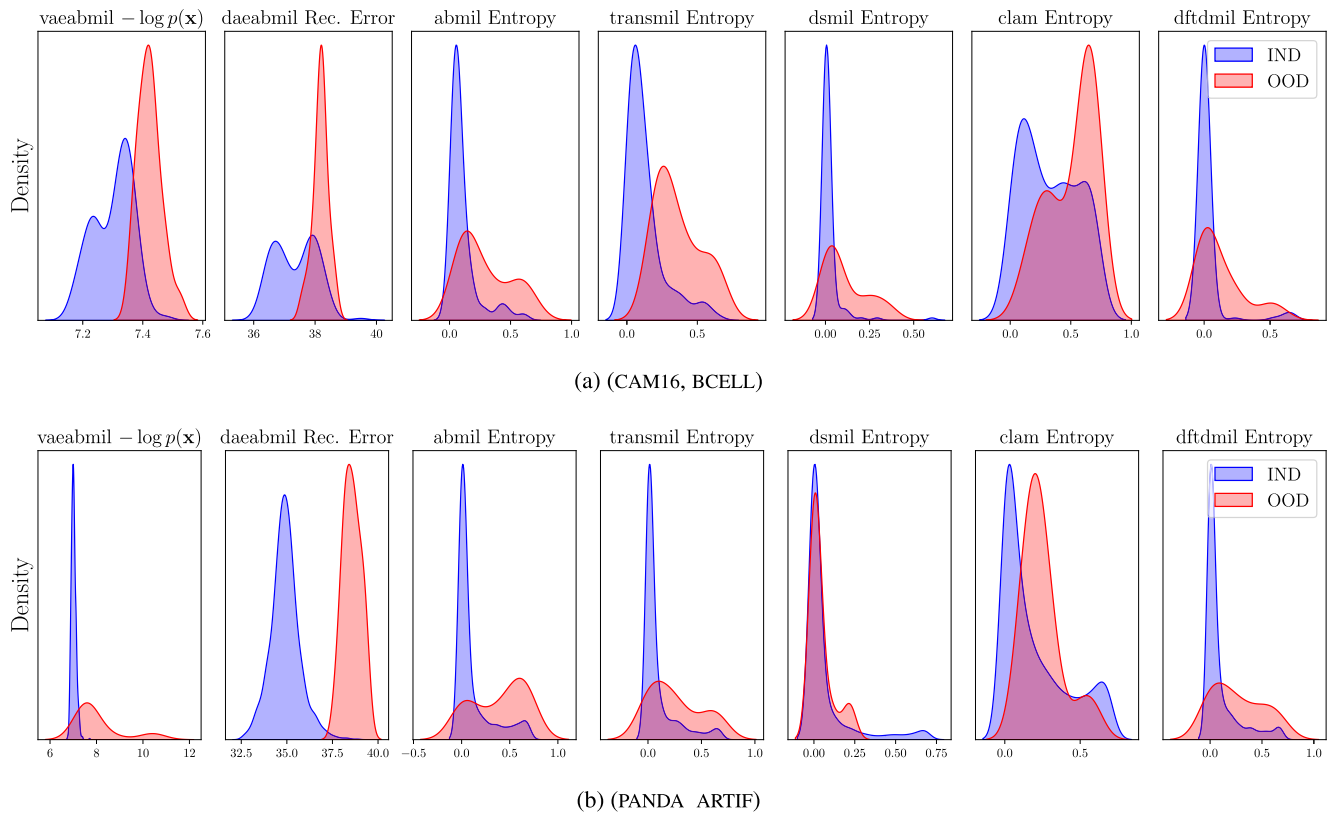 vaeabmil − log p(x) daeabmil Rec. Error abmil Entropy transmil Entropy dsmil Entropy clam Entropy dftdmil Entropy
IND
OOD
Density
7.2 7.4 7.6 36 38 40 0.0 0.5 1.0 0.0 0.5 0.00 0.25 0.50 0.0 0.5 1.0 0.0 0.5
(a) (CAM16, BCELL)
vaeabmil − log p(x) daeabmil Rec. Error abmil Entropy transmil Entropy dsmil Entropy clam Entropy dftdmil Entropy
IND
OOD
Density
6 8 10 12 32.5 35.0 37.5 40.0 −0.5 0.0 0.5 1.0 0.0 0.5 1.0 0.00 0.25 0.50 0.75 0.0 0.5 0.0 0.5 1.0
(b) (PANDA ARTIF)